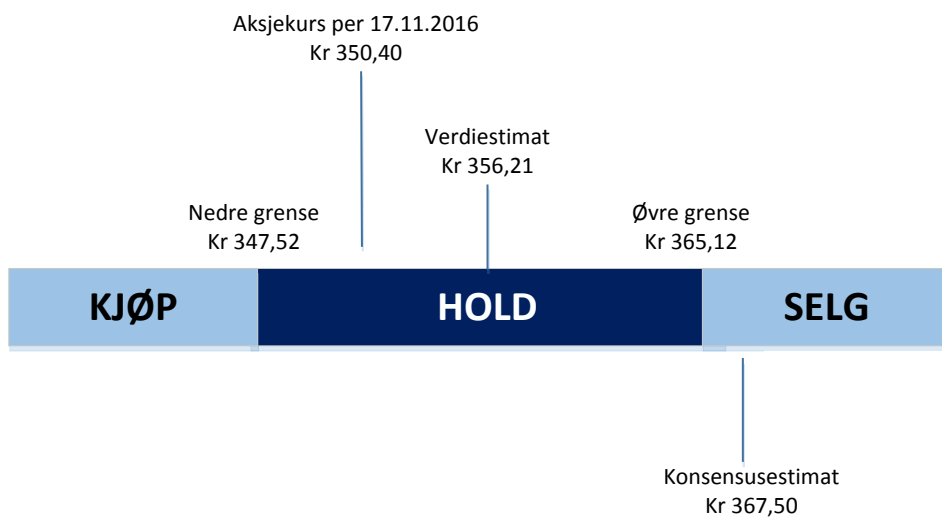 Aksjekurs per 17.11.2016
Kr 350,40
Verdiestimat
Kr 356,21
Nedre grense
Kr 347,52
Øvre grense
Kr 365,12
KJØP
HOLD
SELG
Konsensusestimat
Kr 367,50